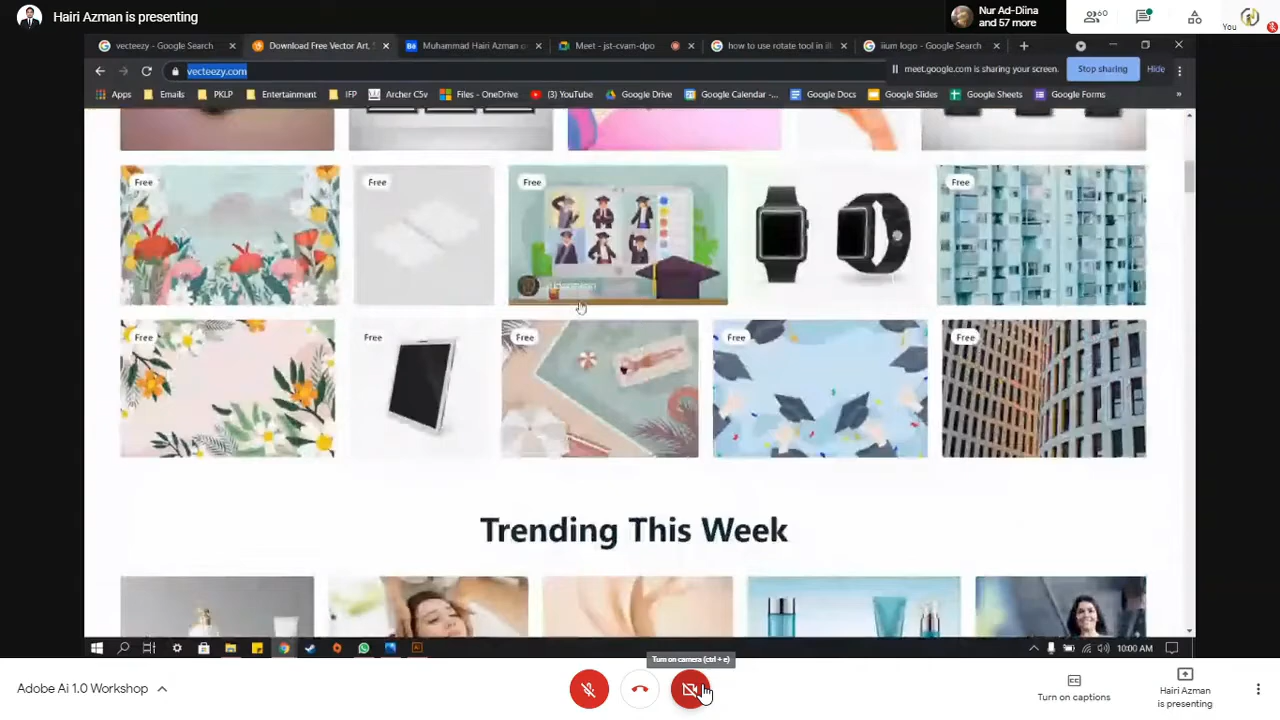 Hairi Azman is presenting
Nur Ad-Diina
and 57 more
60
You
vecteezy - Google Search
Download Free Vector Art,
Muhammad Hairi Azman o
Meet - jst-cvam-dpo
how to use rotate tool in ill
iium logo - Google Search
vecteezy.com
meet.google.com is sharing your screen.
Stop sharing
Hide
Apps
Emails
PKLP
Entertainment
IFP
Archer C5v
Files - OneDrive
(3) YouTube
Google Drive
Google Calendar -...
Google Docs
Google Slides
Google Sheets
Google Forms
»
Free
Free
Free
Free
Free
Free
Free
Free
Free
Trending This Week
10:00 AM
Turn on camera (ctrl + e)
Adobe Ai 1.0 Workshop
Turn on captions
Hairi Azman
is presenting